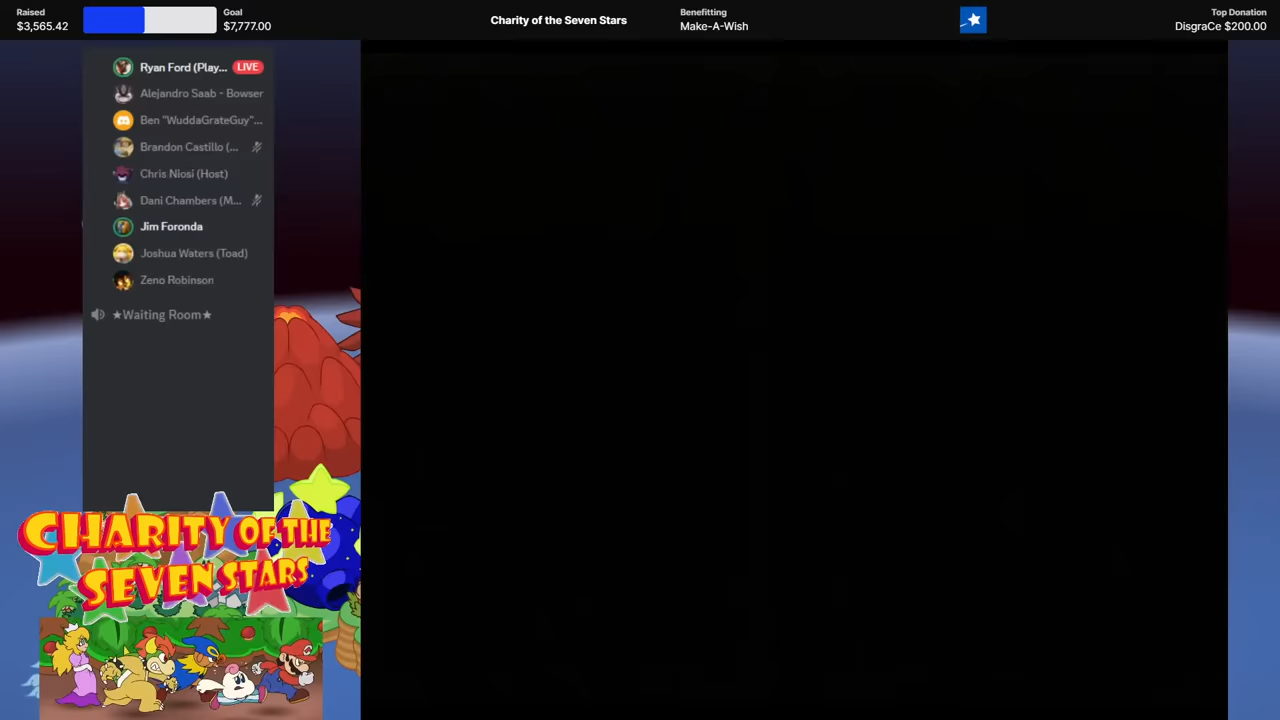 Raised
$3,565.42
Goal
$7,777.00
Charity of the Seven Stars
Benefitting
Make-A-Wish
Top Donation
DisgraCe $200.00
Ryan Ford (Play... LIVE
Alejandro Saab - Bowser
Ben "WuddaGrateGuy"...
Brandon Castillo (...
Chris Niosi (Host)
Dani Chambers (M...
Jim Foronda
Joshua Waters (Toad)
Zeno Robinson
★Waiting Room★
CHARITY OF THE
SEVEN STARS